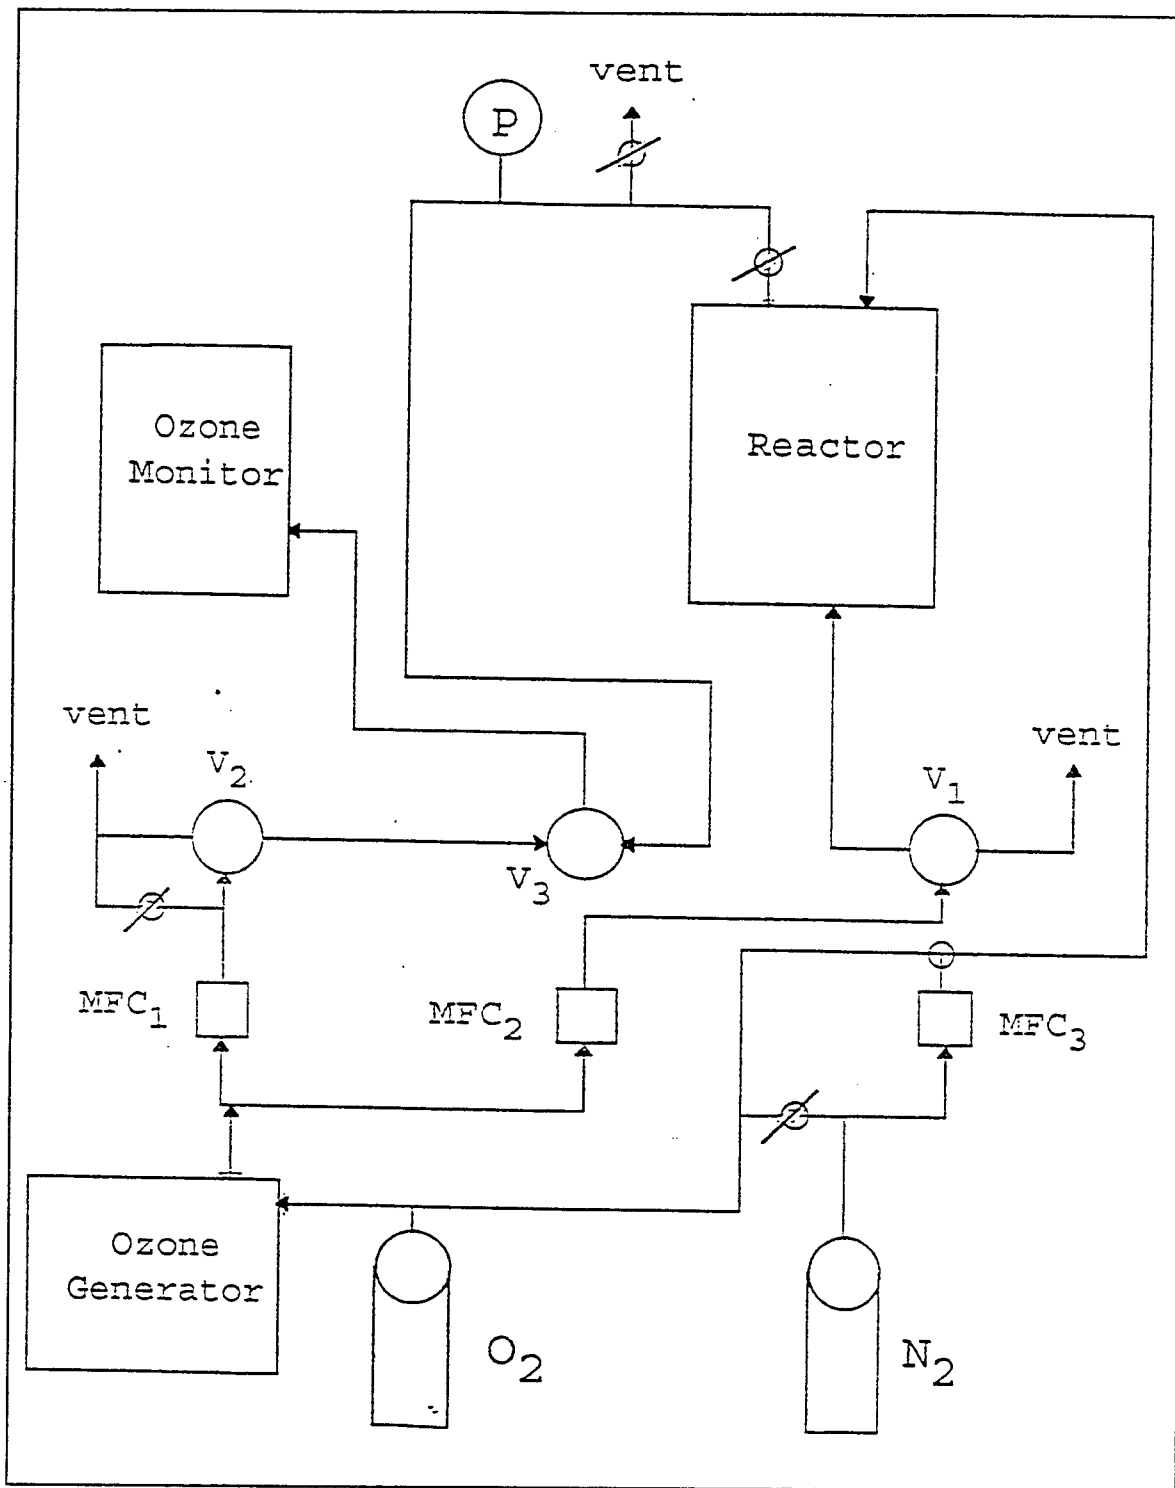 vent
P
Ozone
Monitor
Reactor
vent
V2
vent
V1
V3
MFC1
MFC2
MFC3
Ozone
Generator
O2
N2